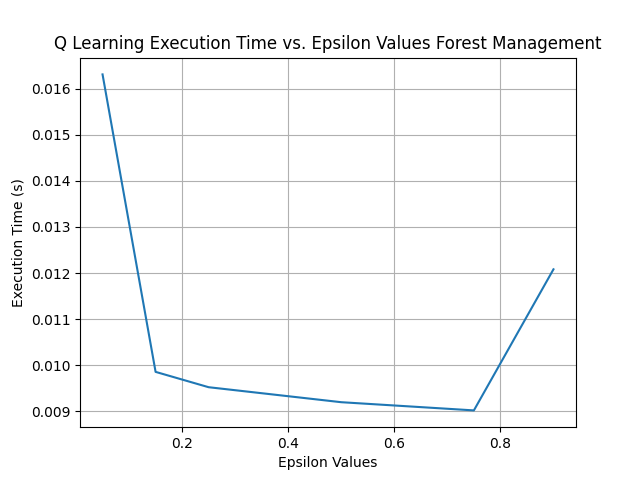 Q Learning Execution Time vs. Epsilon Values Forest Management
0.016
0.015
0.014
0.013
0.012
0.011
0.010
0.009
Execution Time (s)
0.2 0.4 0.6 0.8
Epsilon Values